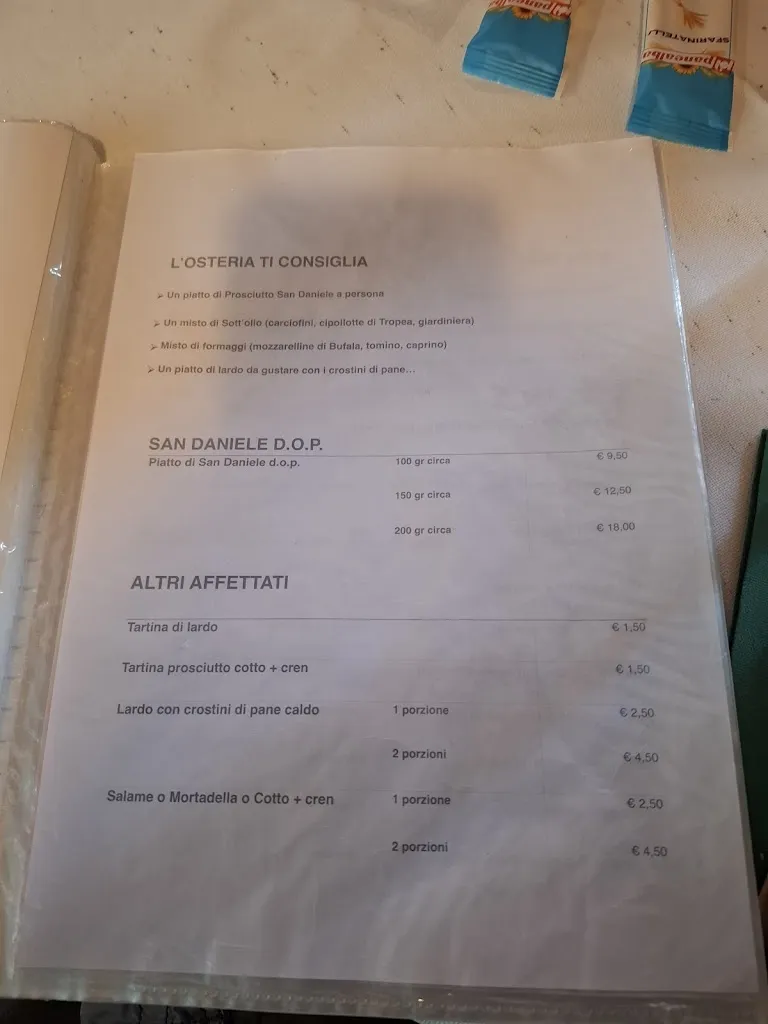 panealba
panealba
SFARINATELLI
L'OSTERIA TI CONSIGLIA
➢ Un piatto di Prosciutto San Daniele a persona
➢ Un misto di Sott'olio (carciofini, cipollotte di Tropea, giardiniera)
➢ Misto di formaggi (mozzarelline di Bufala, tomino, caprino)
➢ Un piatto di lardo da gustare con i crostini di pane...
SAN DANIELE D.O.P.
Piatto di San Daniele d.o.p. 100 gr circa € 9,50
150 gr circa € 12,50
200 gr circa € 18,00
ALTRI AFFETTATI
Tartina di lardo € 1,50
Tartina prosciutto cotto + cren € 1,50
Lardo con crostini di pane caldo 1 porzione € 2,50
2 porzioni € 4,50
Salame o Mortadella o Cotto + cren 1 porzione € 2,50
2 porzioni € 4,50